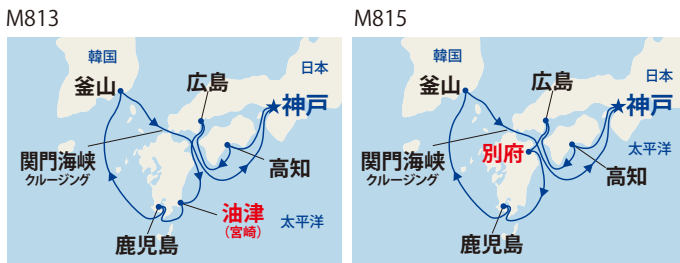 M813
韓国
日本
釜山
広島
★神戸
関門海峡
クルージング
高知
油津
(宮崎)
太平洋
鹿児島
M815
韓国
日本
釜山
広島
★神戸
太平洋
関門海峡
クルージング
別府
高知
鹿児島